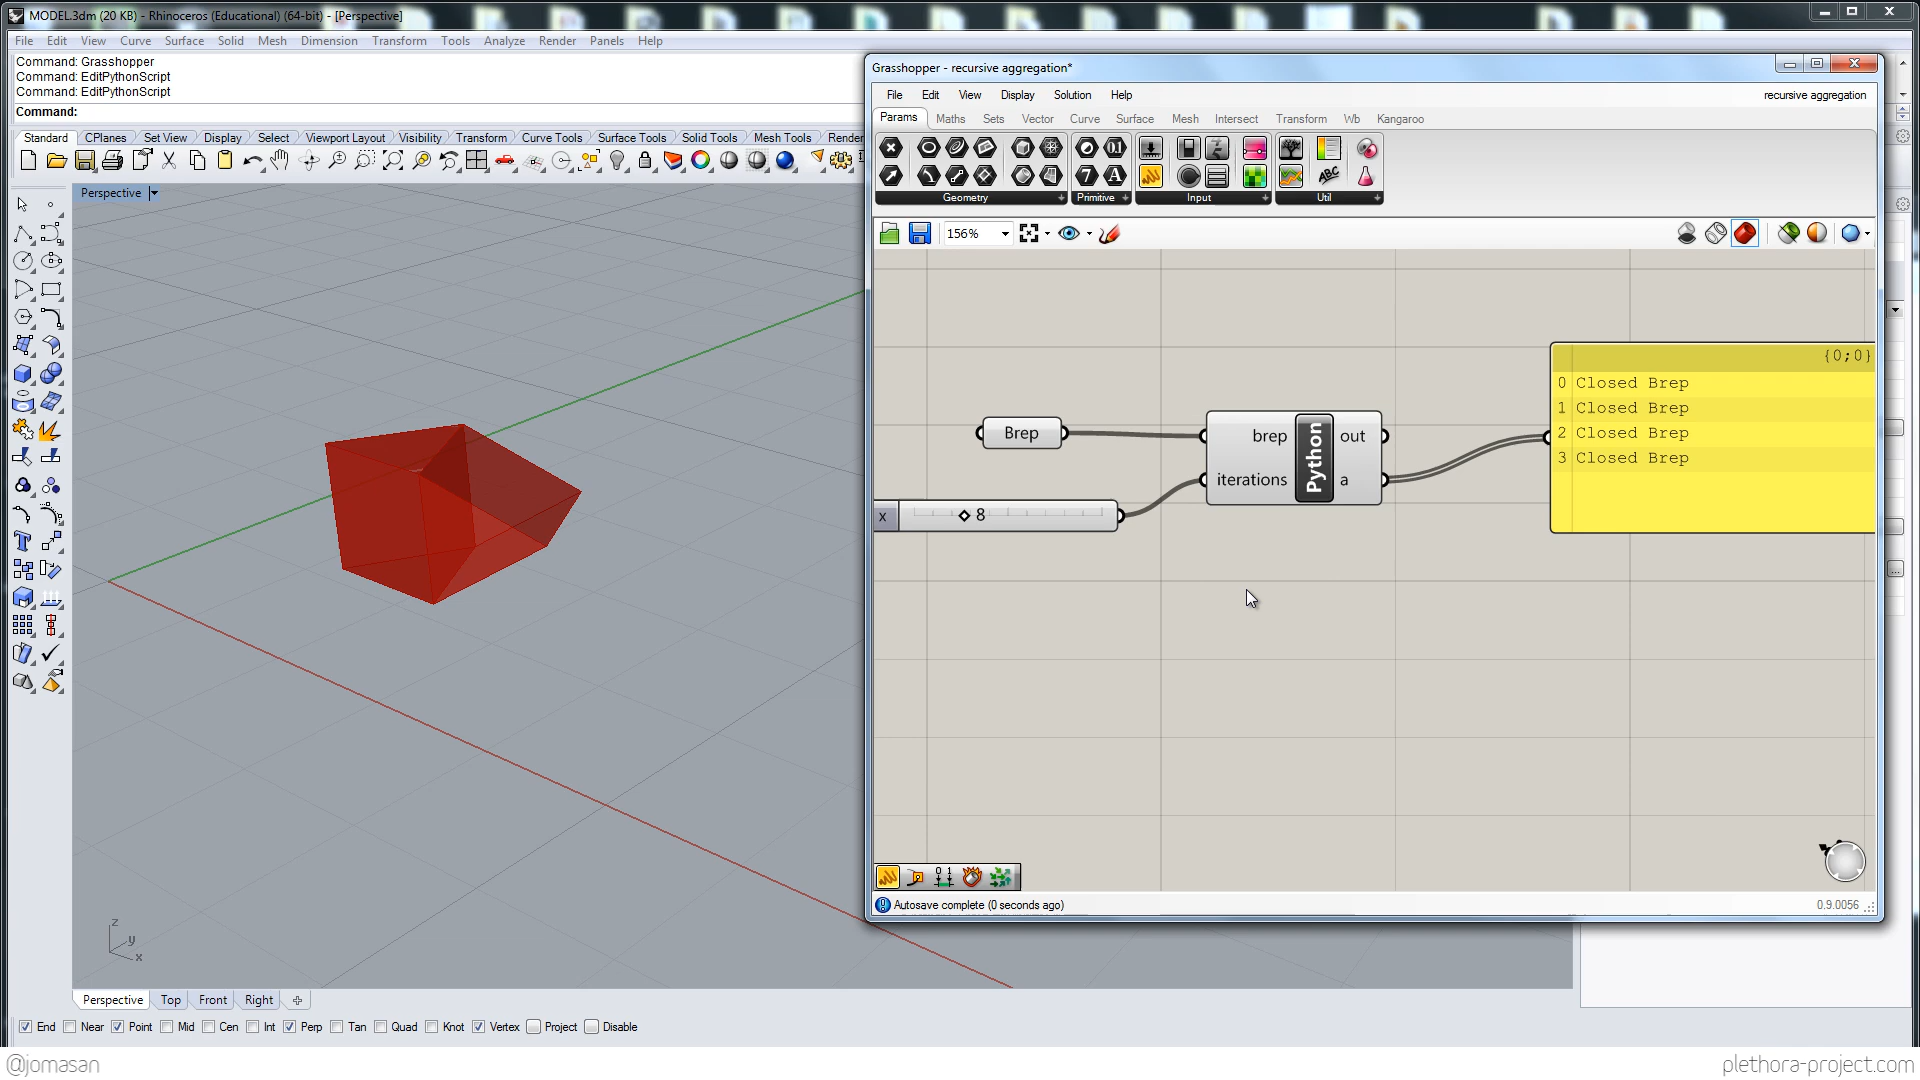 MODEL.3dm (20 KB) - Rhinoceros (Educational) (64-bit) - [Perspective]
File Edit View Curve Surface Solid Mesh Dimension Transform Tools Analyze Render Panels Help
Command: Grasshopper
Command: EditPythonScript
Command: EditPythonScript
Command:
Standard CPlanes Set View Display Select Viewport Layout Visibility Transform Curve Tools Surface Tools Solid Tools Mesh Tools Render
Perspective
Grasshopper - recursive aggregation*
File Edit View Display Solution Help recursive aggregation
Params Maths Sets Vector Curve Surface Mesh Intersect Transform Wb Kangaroo
Geometry Primitive Input Util
156%
{0;0}
0 Closed Brep
1 Closed Brep
2 Closed Brep
3 Closed Brep
Brep
brep Python out
iterations a
x 8
Autosave complete (0 seconds ago) 0.9.0056
z
y
x
Perspective Top Front Right
End Near Point Mid Cen Int Perp Tan Quad Knot Vertex Project Disable
@jomasan plethora-project.com